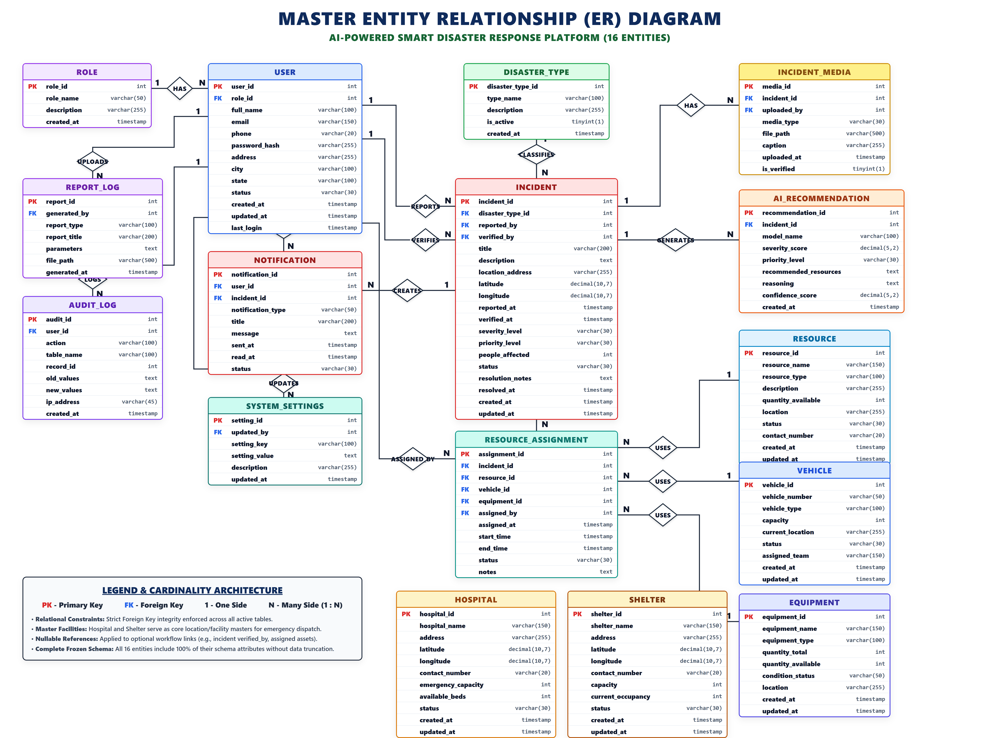 MASTER ENTITY RELATIONSHIP (ER) DIAGRAM
AI-POWERED SMART DISASTER RESPONSE PLATFORM (16 ENTITIES)
ROLE
PK role_id int
role_name varchar(50)
description varchar(255)
created_at timestamp
1
HAS
N
USER
PK user_id int
FK role_id int
full_name varchar(100)
email varchar(150)
phone varchar(20)
password_hash varchar(255)
address varchar(255)
city varchar(100)
state varchar(100)
status varchar(30)
created_at timestamp
updated_at timestamp
last_login timestamp
1
1
1
1
UPLOADS
N
REPORT_LOG
PK report_id int
FK generated_by int
report_type varchar(100)
report_title varchar(200)
parameters text
file_path varchar(500)
generated_at timestamp
LOGS
N
AUDIT_LOG
PK audit_id int
FK user_id int
action varchar(100)
table_name varchar(100)
record_id int
old_values text
new_values text
ip_address varchar(45)
created_at timestamp
N
NOTIFICATION
PK notification_id int
FK user_id int
FK incident_id int
notification_type varchar(50)
title varchar(200)
message text
sent_at timestamp
read_at timestamp
status varchar(30)
UPDATES
N
SYSTEM_SETTINGS
PK setting_id int
FK updated_by int
setting_key varchar(100)
setting_value text
description varchar(255)
updated_at timestamp
DISASTER_TYPE
PK disaster_type_id int
type_name varchar(100)
description varchar(255)
is_active tinyint(1)
created_at timestamp
CLASSIFIES
N
REPORTS
N
VERIFIES
N
N
CREATES
1
ASSIGNED_BY
N
INCIDENT
PK incident_id int
FK disaster_type_id int
FK reported_by int
FK verified_by int
title varchar(200)
description text
location_address varchar(255)
latitude decimal(10,7)
longitude decimal(10,7)
reported_at timestamp
verified_at timestamp
severity_level varchar(30)
priority_level varchar(30)
people_affected int
status varchar(30)
resolution_notes text
resolved_at timestamp
created_at timestamp
updated_at timestamp
N
RESOURCE_ASSIGNMENT
PK assignment_id int
FK incident_id int
FK resource_id int
FK vehicle_id int
FK equipment_id int
FK assigned_by int
assigned_at timestamp
start_time timestamp
end_time timestamp
status varchar(30)
notes text
1
HAS
N
1
GENERATES
N
N
USES
1
N
USES
1
N
USES
1
INCIDENT_MEDIA
PK media_id int
FK incident_id int
FK uploaded_by int
media_type varchar(30)
file_path varchar(500)
caption varchar(255)
uploaded_at timestamp
is_verified tinyint(1)
AI_RECOMMENDATION
PK recommendation_id int
FK incident_id int
model_name varchar(100)
severity_score decimal(5,2)
priority_level varchar(30)
recommended_resources text
reasoning text
confidence_score decimal(5,2)
created_at timestamp
RESOURCE
PK resource_id int
resource_name varchar(150)
resource_type varchar(100)
description varchar(255)
quantity_available int
location varchar(255)
status varchar(30)
contact_number varchar(20)
created_at timestamp
updated_at timestamp
VEHICLE
PK vehicle_id int
vehicle_number varchar(50)
vehicle_type varchar(100)
capacity int
current_location varchar(255)
status varchar(30)
assigned_team varchar(150)
created_at timestamp
updated_at timestamp
EQUIPMENT
PK equipment_id int
equipment_name varchar(150)
equipment_type varchar(100)
quantity_total int
quantity_available int
condition_status varchar(50)
location varchar(255)
created_at timestamp
updated_at timestamp
HOSPITAL
PK hospital_id int
hospital_name varchar(150)
address varchar(255)
latitude decimal(10,7)
longitude decimal(10,7)
contact_number varchar(20)
emergency_capacity int
available_beds int
status varchar(30)
created_at timestamp
updated_at timestamp
SHELTER
PK shelter_id int
shelter_name varchar(150)
address varchar(255)
latitude decimal(10,7)
longitude decimal(10,7)
contact_number varchar(20)
capacity int
current_occupancy int
status varchar(30)
created_at timestamp
updated_at timestamp
LEGEND & CARDINALITY ARCHITECTURE
PK - Primary Key FK - Foreign Key 1 - One Side N - Many Side (1 : N)
• Relational Constraints: Strict Foreign Key integrity enforced across all active tables.
• Master Facilities: Hospital and Shelter serve as core location/facility masters for emergency dispatch.
• Nullable References: Applied to optional workflow links (e.g., incident verified_by, assigned assets).
• Complete Frozen Schema: All 16 entities include 100% of their schema attributes without data truncation.